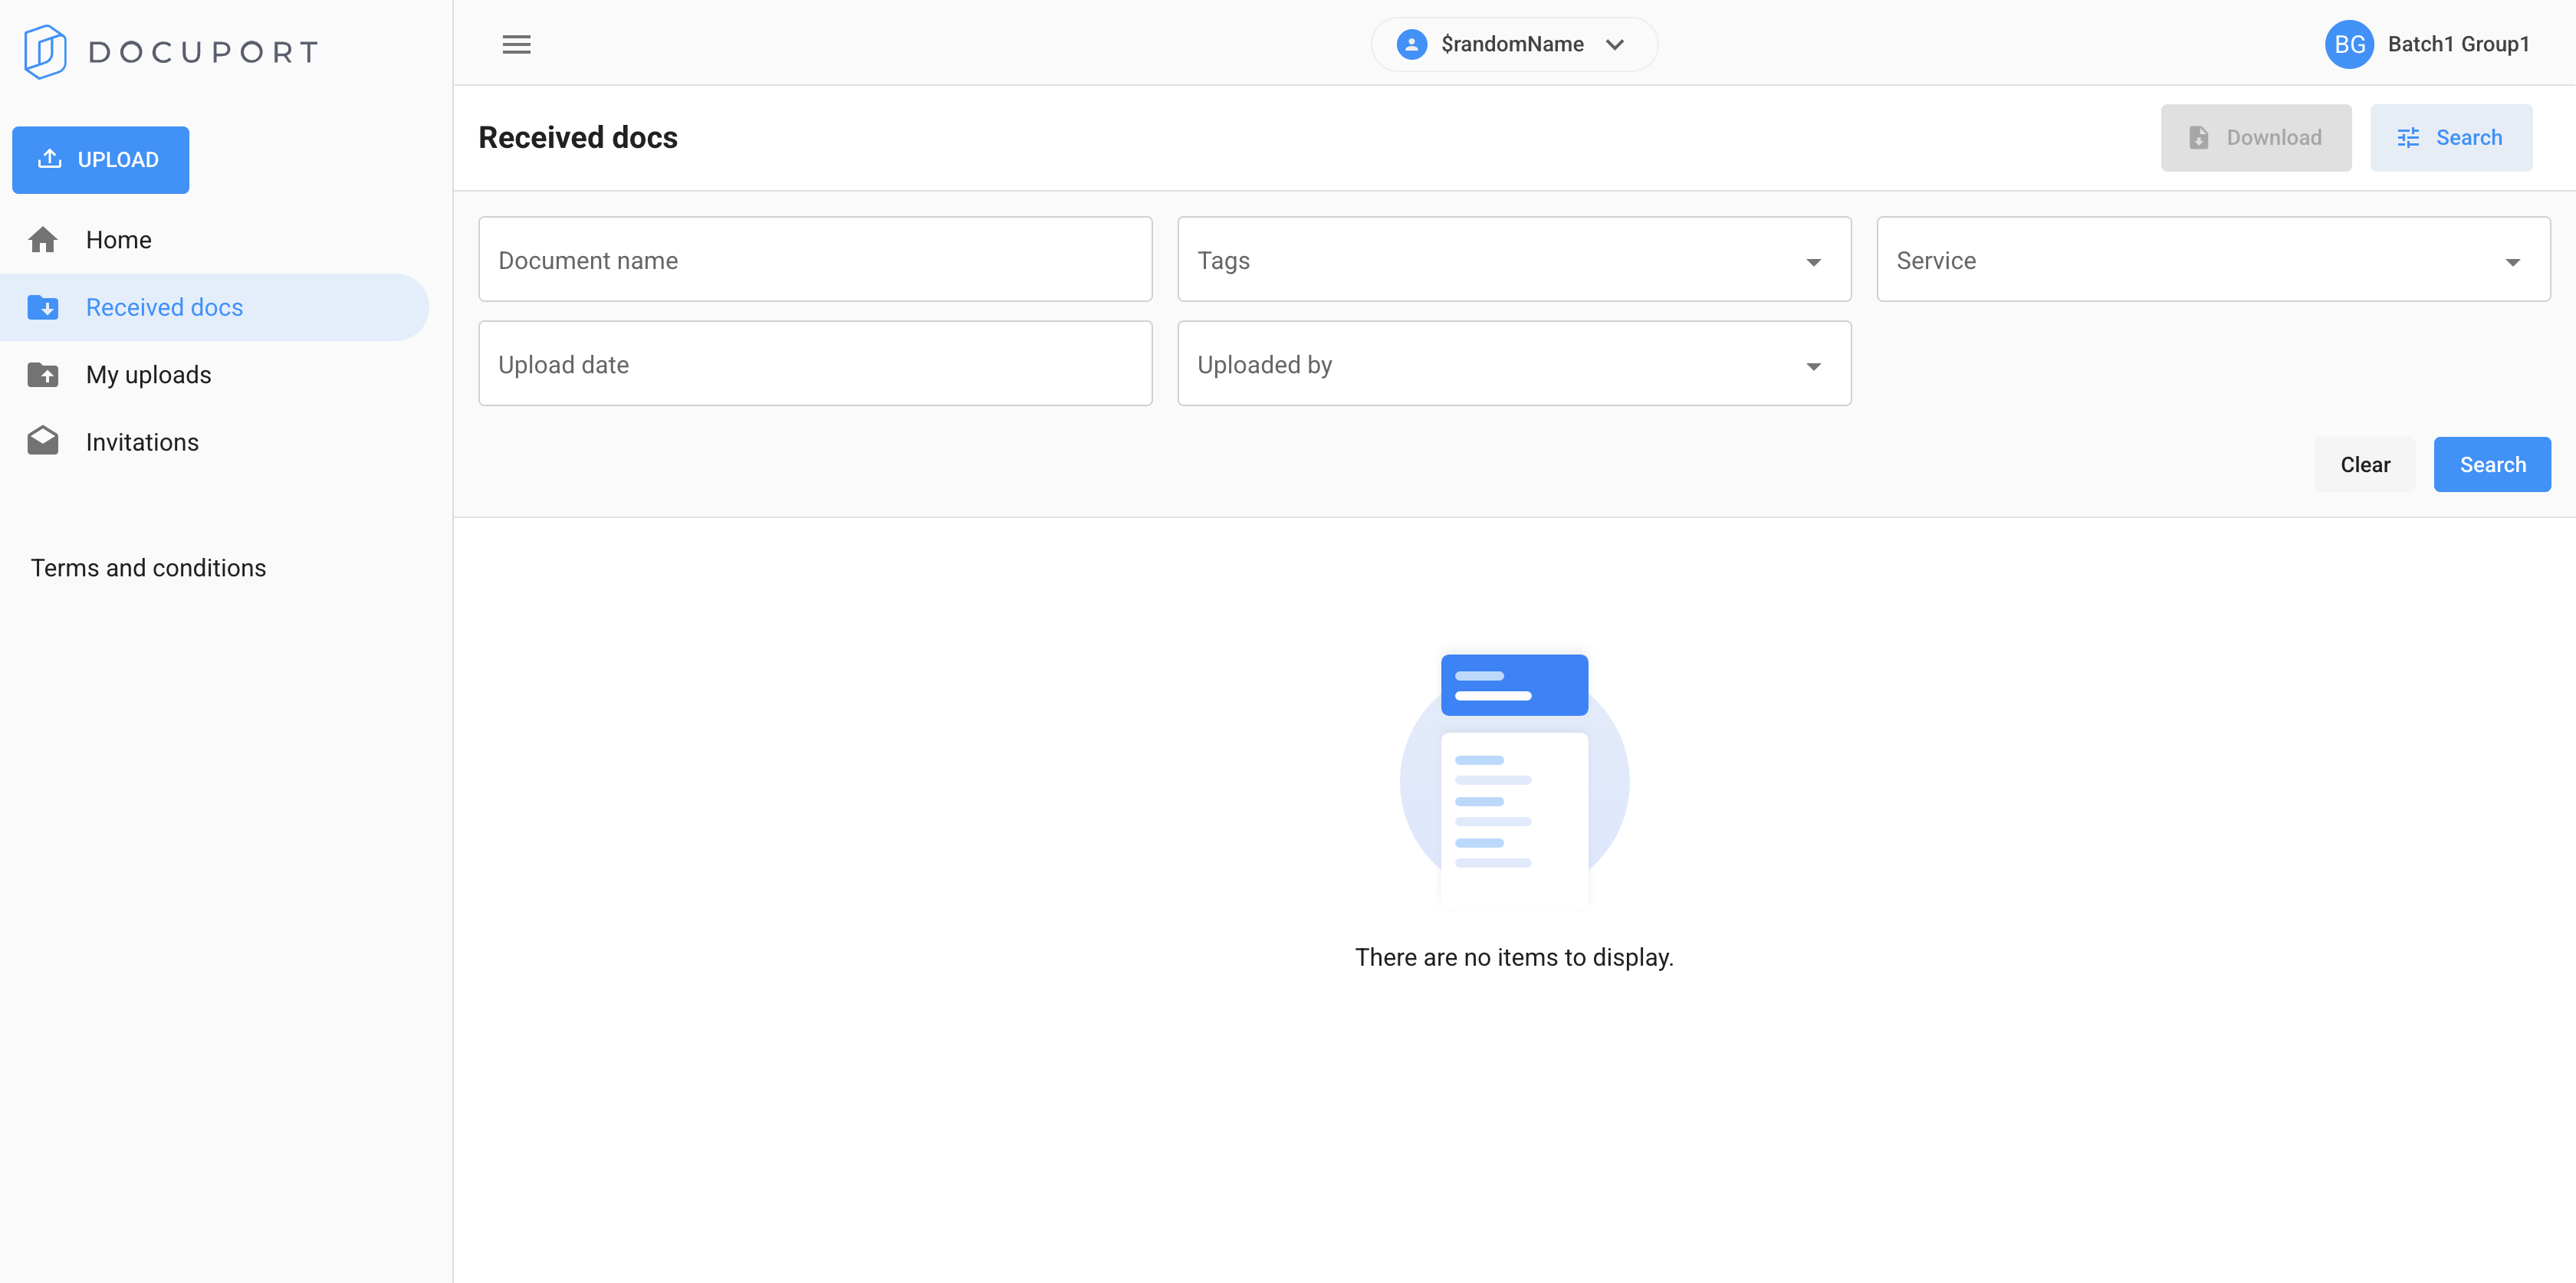 DOCUPORT
$randomName
BG Batch1 Group1
UPLOAD
Home
Received docs
My uploads
Invitations
Terms and conditions
Received docs
Download
Search
Document name
Tags
Service
Upload date
Uploaded by
Clear
Search
There are no items to display.